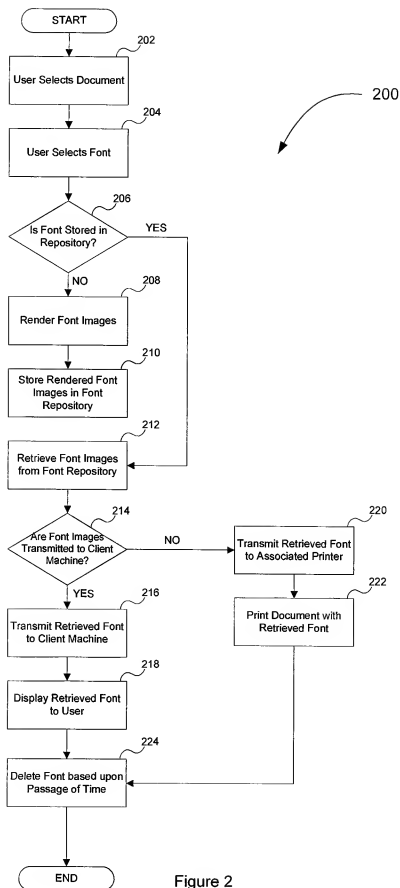 START
202
User Selects Document
200
204
User Selects Font
206
Is Font Stored in
Repository?
YES
NO
208
Render Font Images
210
Store Rendered Font
Images in Font
Repository
212
Retrieve Font Images
from Font Repository
214
Are Font Images
Transmitted to Client
Machine?
NO
220
Transmit Retrieved Font
to Associated Printer
YES
216
Transmit Retrieved Font
to Client Machine
222
Print Document with
Retrieved Font
218
Display Retrieved Font
to User
224
Delete Font based upon
Passage of Time
END
Figure 2